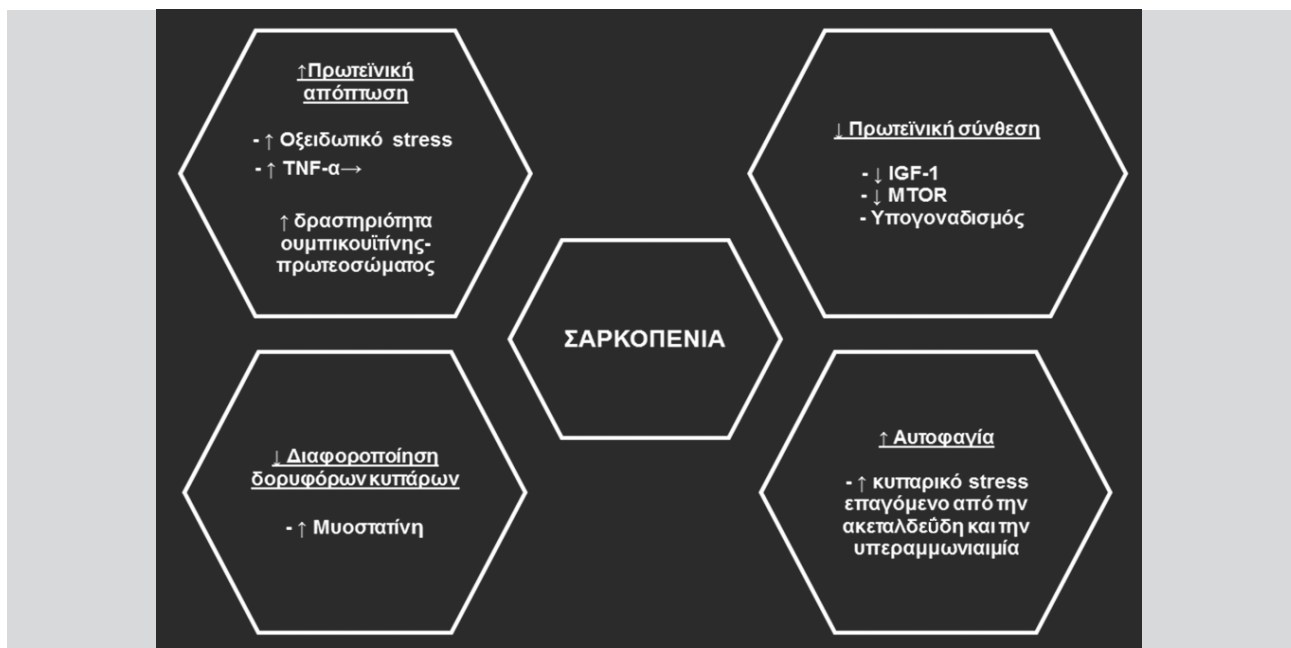 ↑Πρωτεϊνική
απόπτωση
- ↑ Οξειδωτικό stress
- ↑ TNF-α→
↑ δραστηριότητα
ουμπικουϊτίνης-
πρωτεοσώματος
↓ Πρωτεϊνική σύνθεση
- ↓ IGF-1
- ↓ MTOR
- Υπογοναδισμός
ΣΑΡΚΟΠΕΝΙΑ
↓ Διαφοροποίηση
δορυφόρων κυττάρων
- ↑ Μυοστατίνη
↑ Αυτοφαγία
- ↑ κυτταρικό stress
επαγόμενο από την
ακεταλδεΰδη και την
υπεραμμωνιαιμία